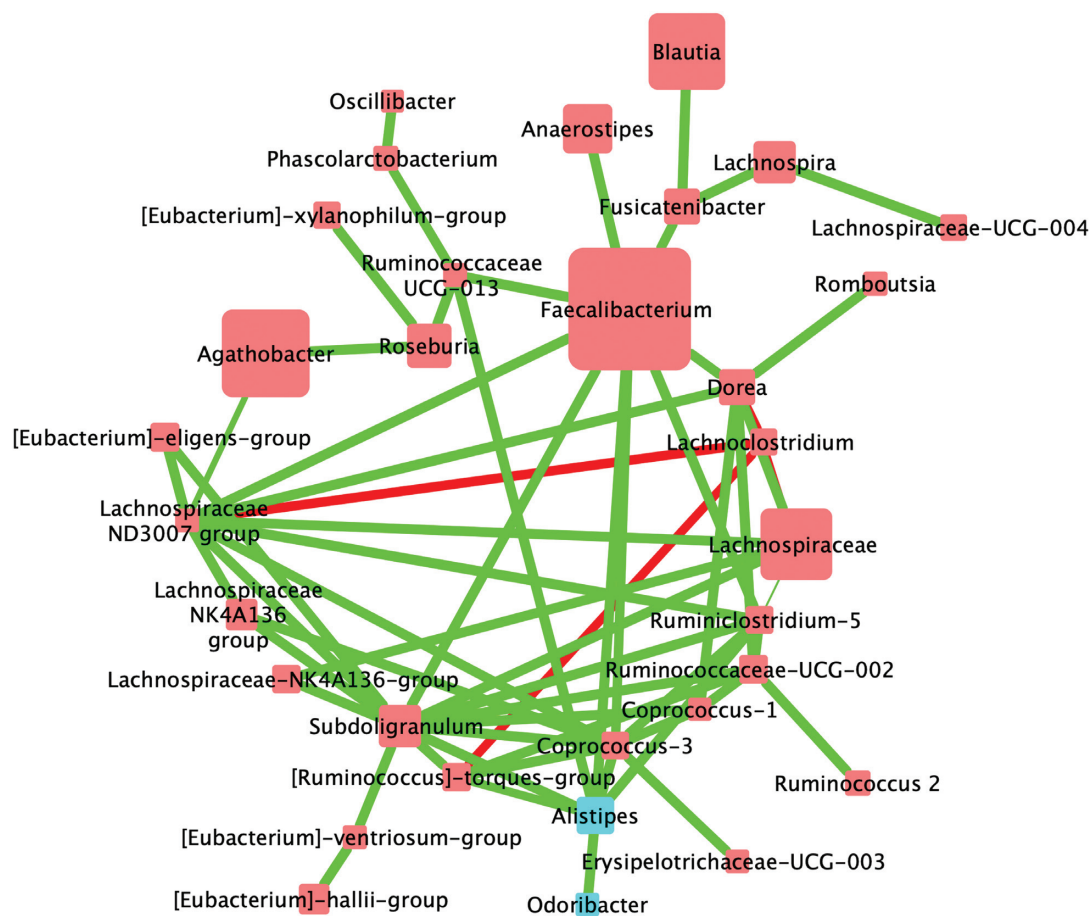 Blautia
Oscillibacter
Anaerostipes
Phascolarctobacterium
Lachnospira
[Eubacterium]-xylanophilum-group
Fusicatenibacter
Lachnospiraceae-UCG-004
Ruminococcaceae
UCG-013
Romboutsia
Faecalibacterium
Agathobacter
Roseburia
Dorea
[Eubacterium]-eligens-group
Lachnoclostridium
Lachnospiraceae
ND3007 group
Lachnospiraceae
Lachnospiraceae
NK4A136
group
Ruminiclostridium-5
Lachnospiraceae-NK4A136-group
Ruminococcaceae-UCG-002
Coprococcus-1
Subdoligranulum
Coprococcus-3
[Ruminococcus]-torques-group
Ruminococcus 2
Alistipes
[Eubacterium]-ventriosum-group
Erysipelotrichaceae-UCG-003
[Eubacterium]-hallii-group
Odoribacter